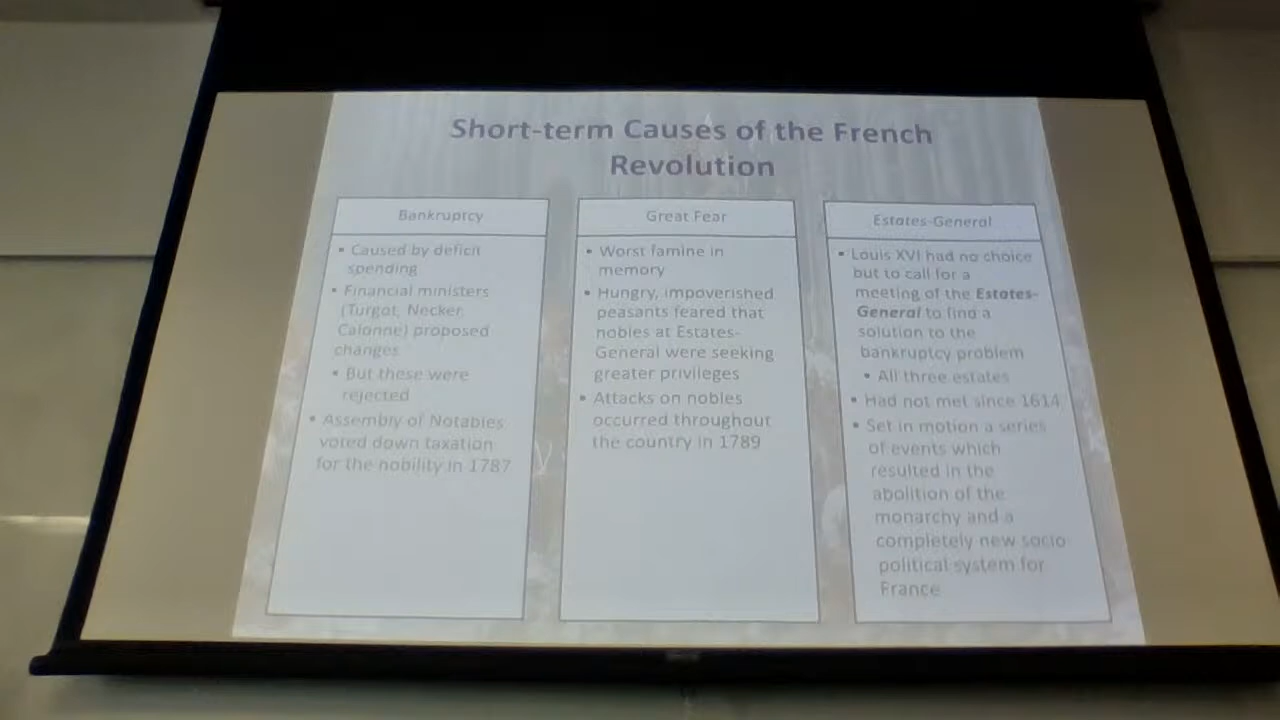 Short-term Causes of the French
Revolution
Bankruptcy
• Caused by deficit
spending
• Financial ministers
(Turgot, Necker,
Calonne) proposed
changes
• But these were
rejected
• Assembly of Notables
voted down taxation
for the nobility in 1787
Great Fear
• Worst famine in
memory
• Hungry, impoverished
peasants feared that
nobles at Estates-
General were seeking
greater privileges
• Attacks on nobles
occurred throughout
the country in 1789
Estates-General
• Louis XVI had no choice
but to call for a
meeting of the Estates-
General to find a
solution to the
bankruptcy problem
• All three estates
• Had not met since 1614
• Set in motion a series
of events which
resulted in the
abolition of the
monarchy and a
completely new socio
political system for
France